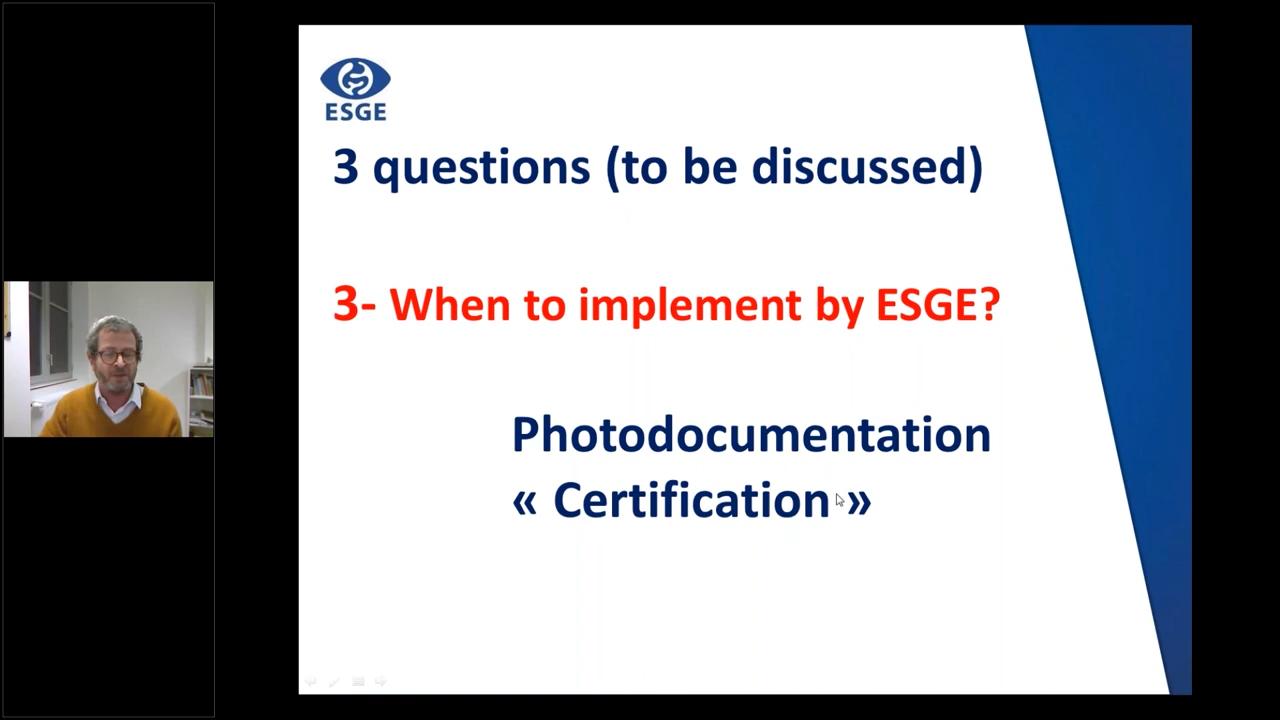 ESGE
3 questions (to be discussed)
3- When to implement by ESGE?
Photodocumentation
« Certification »